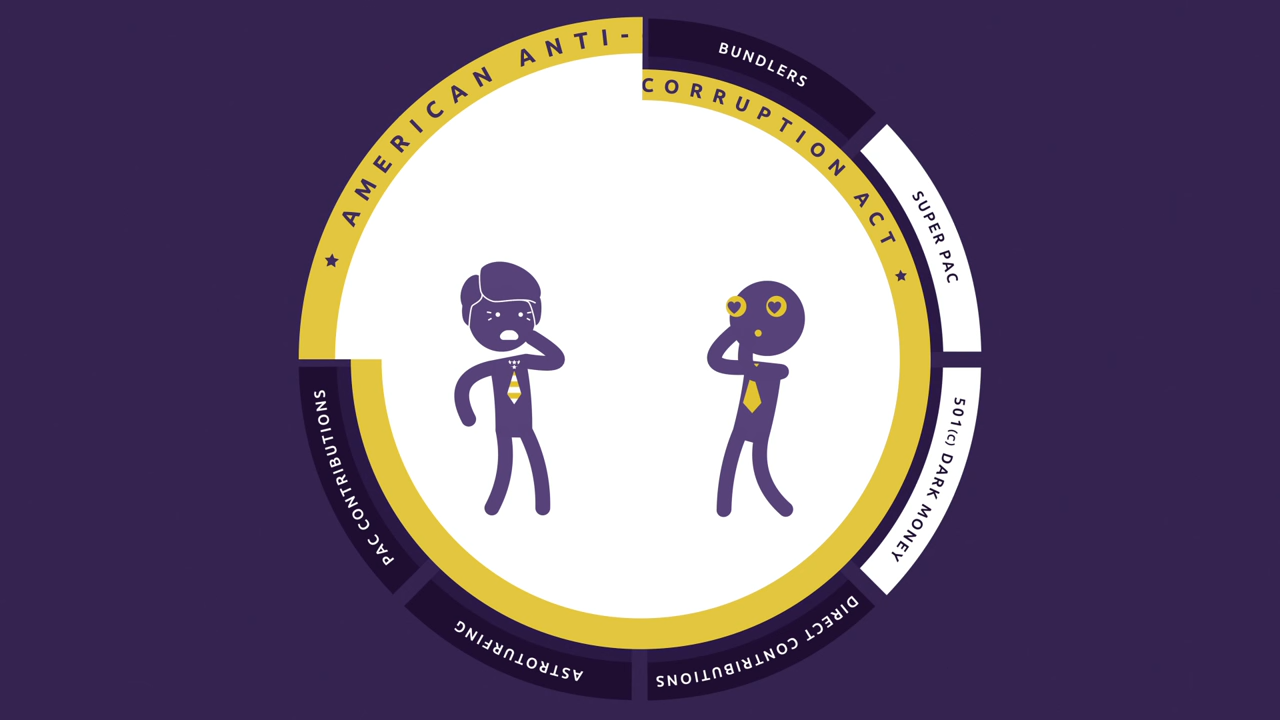 ★ AMERICAN ANTI-
CORRUPTION ACT ★
BUNDLERS
SUPER PAC
501(c) DARK MONEY
DIRECT CONTRIBUTIONS
ASTROTURFING
PAC CONTRIBUTIONS